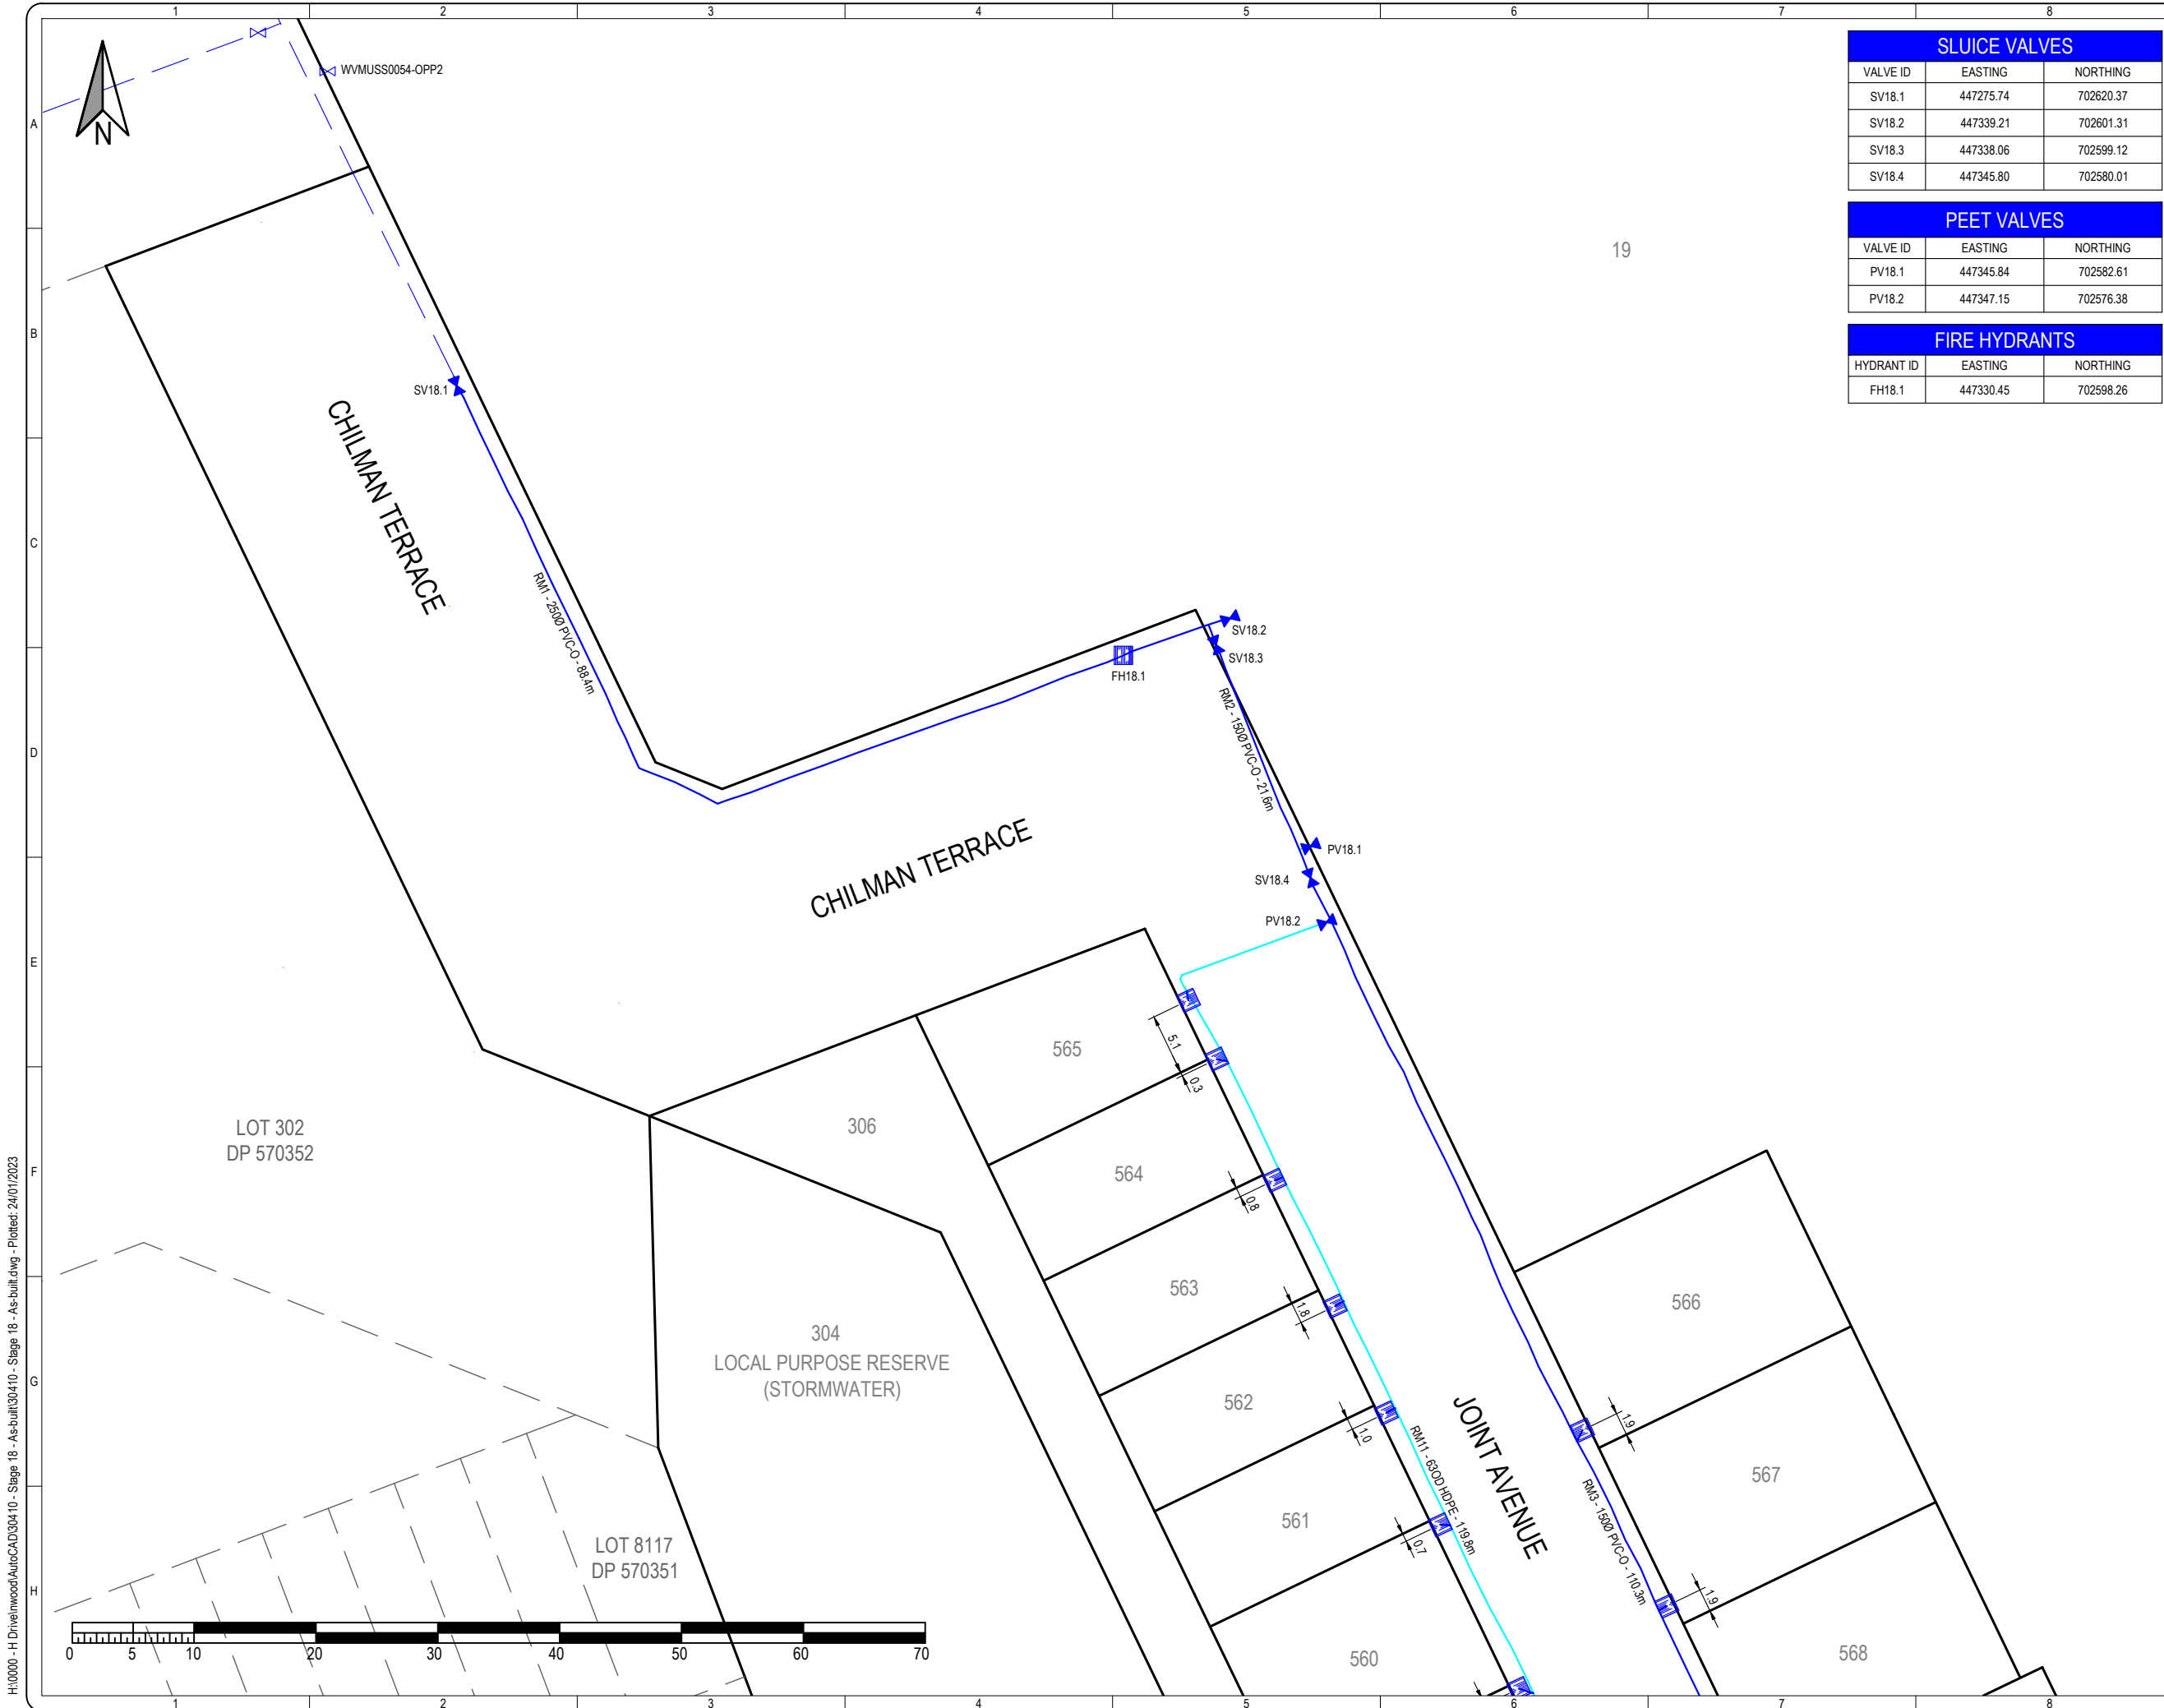 1 2 3 4 5 6 7 8
SLUICE VALVES
VALVE ID EASTING NORTHING
SV18.1 447275.74 702620.37
SV18.2 447339.21 702601.31
SV18.3 447338.06 702599.12
SV18.4 447345.80 702580.01
PEET VALVES
VALVE ID EASTING NORTHING
PV18.1 447345.84 702582.61
PV18.2 447347.15 702576.38
FIRE HYDRANTS
HYDRANT ID EASTING NORTHING
FH18.1 447330.45 702598.26
WVMUSS0054-OPP2
A
N
19
B
SV18.1
CHILMAN TERRACE
C
RM1 - 250Ø PVC-O - 88.4m
SV18.2
SV18.3
FH18.1
RM2 - 150Ø PVC-O - 21.6m
D
CHILMAN TERRACE
PV18.1
SV18.4
PV18.2
E
565
5.1
0.3
306
LOT 302
DP 570352
F
564
0.8
563
1.8
566
304
LOCAL PURPOSE RESERVE
(STORMWATER)
G
562
1.0
JOINT AVENUE
1.9
RM11 - 63OD HDPE - 119.8m
567
RM3 - 150Ø PVC-O - 110.3m
561
0.7
LOT 8117
DP 570351
H
1.9
560
568
0 5 10 20 30 40 50 60 70
H:\0000 - H Drive\nwood\AutoCAD\30410 - Stage 18 - As-built\30410 - Stage 18 - As-built.dwg - Plotted: 24/01/2023
1 2 3 4 5 6 7 8